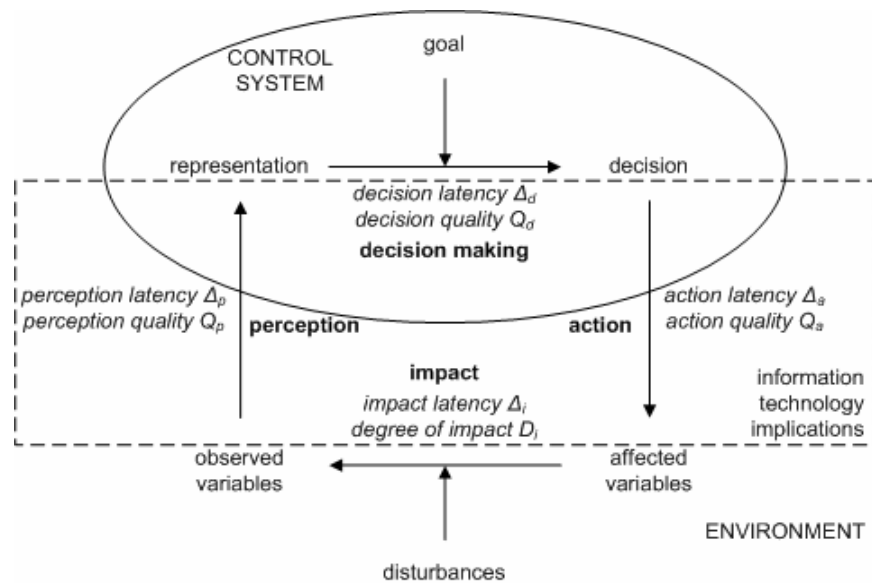 goal
CONTROL
SYSTEM
representation
decision
decision latency Δd
decision quality Qd
decision making
perception latency Δp
perception quality Qp
perception
action
action latency Δa
action quality Qa
impact
impact latency Δi
degree of impact Di
information
technology
implications
observed
variables
affected
variables
ENVIRONMENT
disturbances